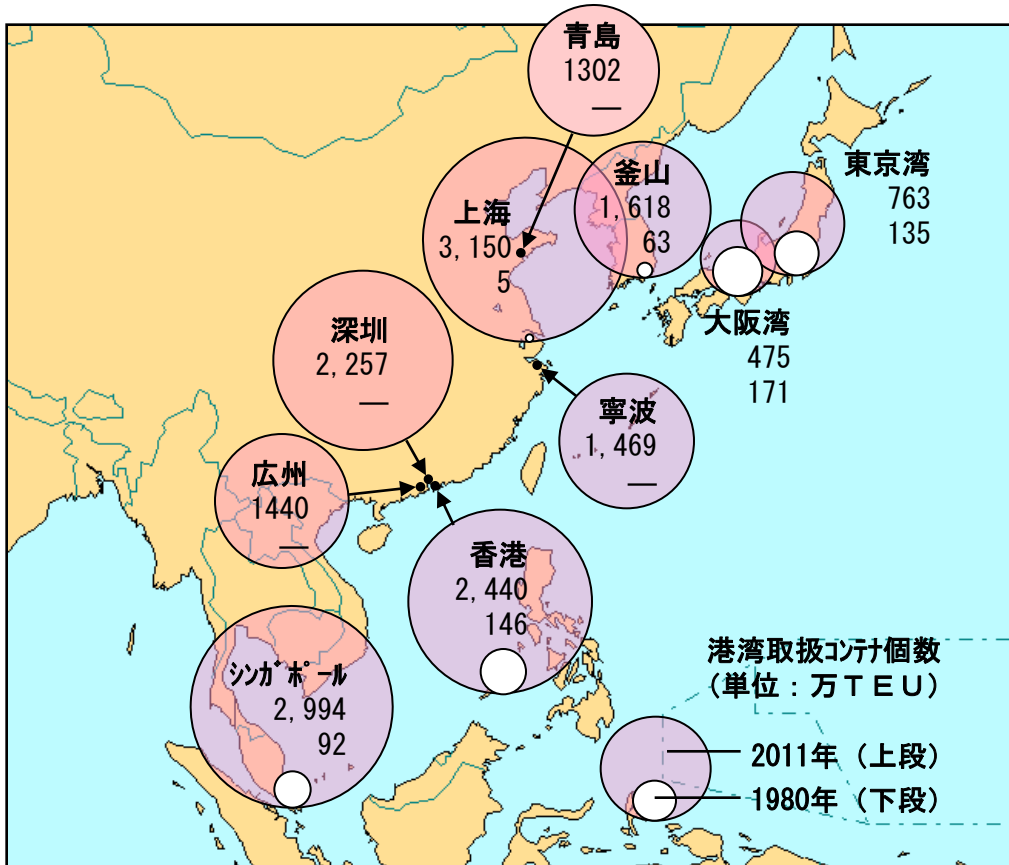 青島
1302
―
釜山
1,618
63
東京湾
763
135
上海
3,150
5
大阪湾
475
171
深圳
2,257
―
寧波
1,469
―
広州
1440
―
香港
2,440
146
シンガポール
2,994
92
港湾取扱コンテナ個数
(単位：万ＴＥＵ)
2011年（上段）
1980年（下段）